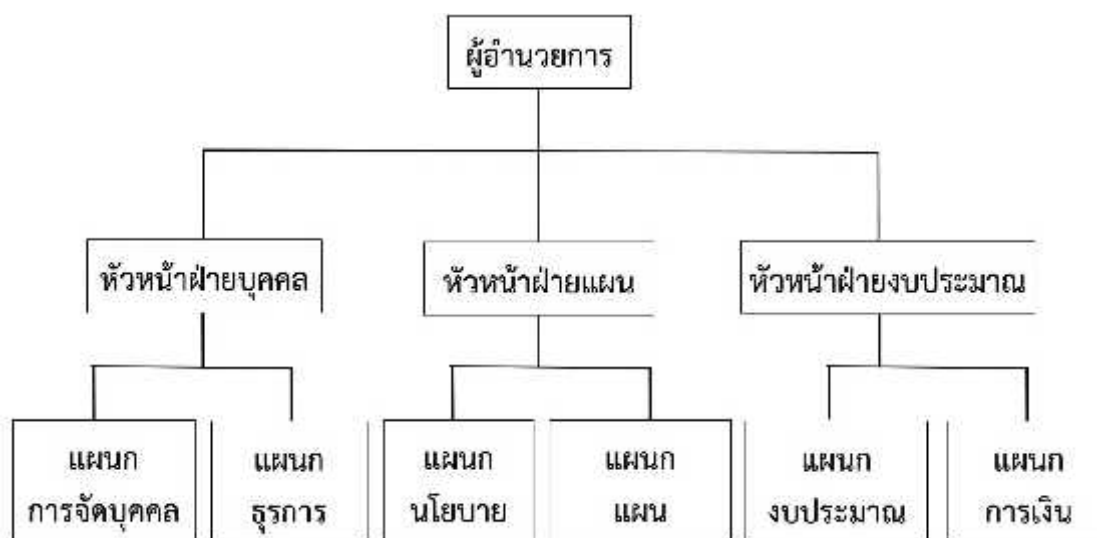 ผู้อำนวยการ
หัวหน้าฝ่ายบุคคล
หัวหน้าฝ่ายแผน
หัวหน้าฝ่ายงบประมาณ
แผนก
การจัดบุคคล
แผนก
ธุรการ
แผนก
นโยบาย
แผนก
แผน
แผนก
งบประมาณ
แผนก
การเงิน